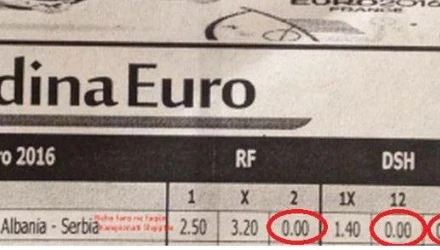 EURO2016
FRANCE
dina Euro
ro 2016 RF DSH
1 X 2 1X 12
Albania - Serbia 2.50 3.20 0.00 1.40 0.00